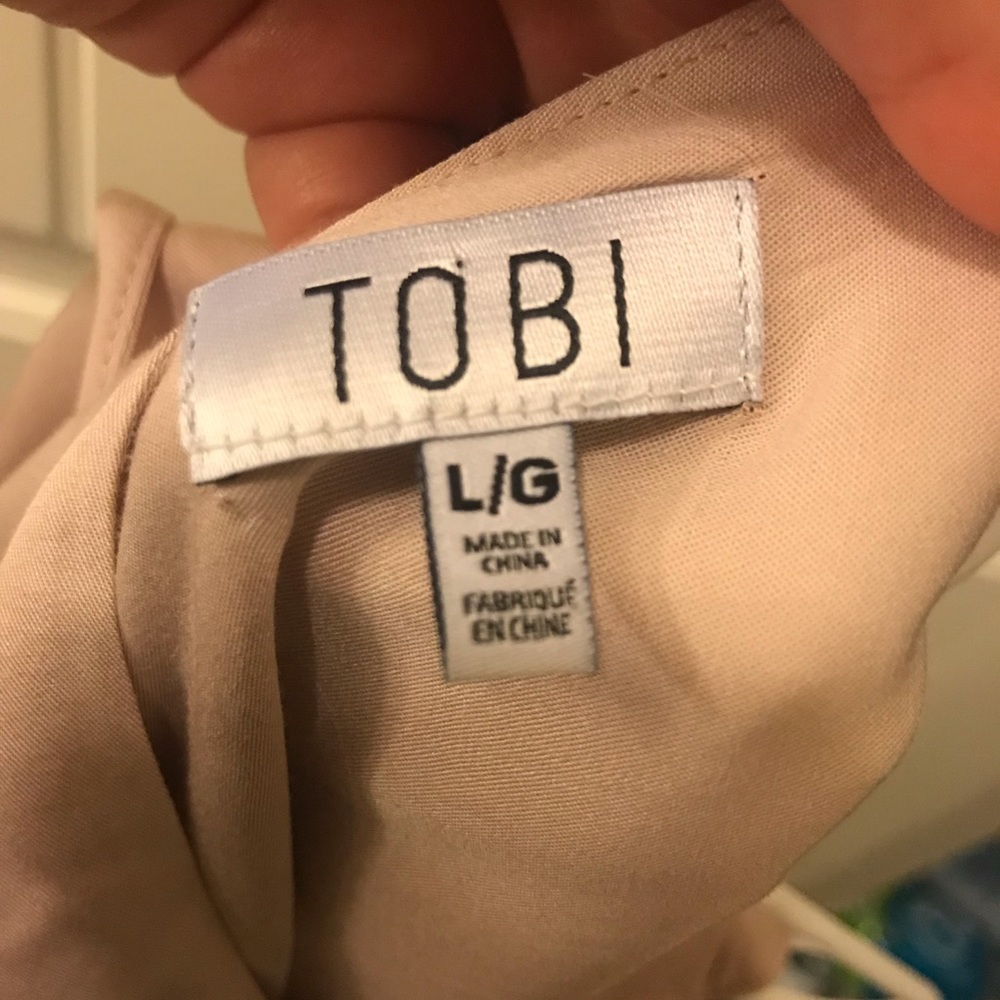 TOBI
L/G
MADE IN
CHINA
FABRIQUÉ
EN CHINE